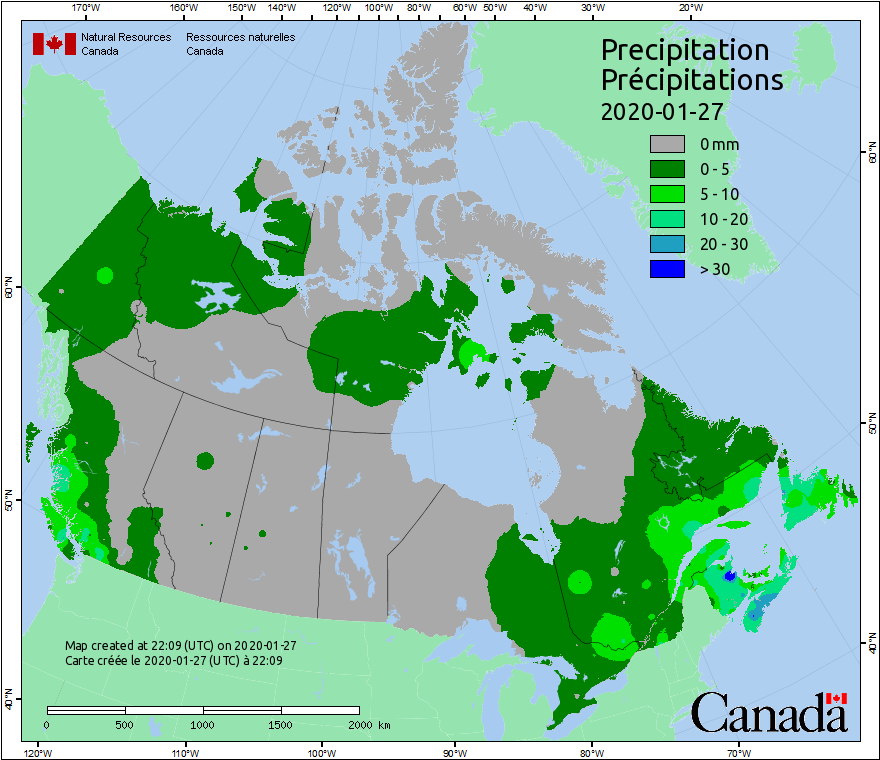 170°W 160°W 150°W 140°W 130°W 120°W 110°W 100°W 90°W 80°W 60°W 50°W 40°W 30°W 20°W
Natural Resources Ressources naturelles
Canada Canada
Precipitation
Précipitations
2020-01-27
0 mm
0 - 5
5 - 10
10 - 20
20 - 30
> 30
60°N
60°N
50°N
50°N
40°N
40°N
Map created at 22:09 (UTC) on 2020-01-27
Carte créée le 2020-01-27 (UTC) à 22:09
0 500 1000 1500 2000 km
Canada
120°W 110°W 100°W 90°W 80°W 70°W